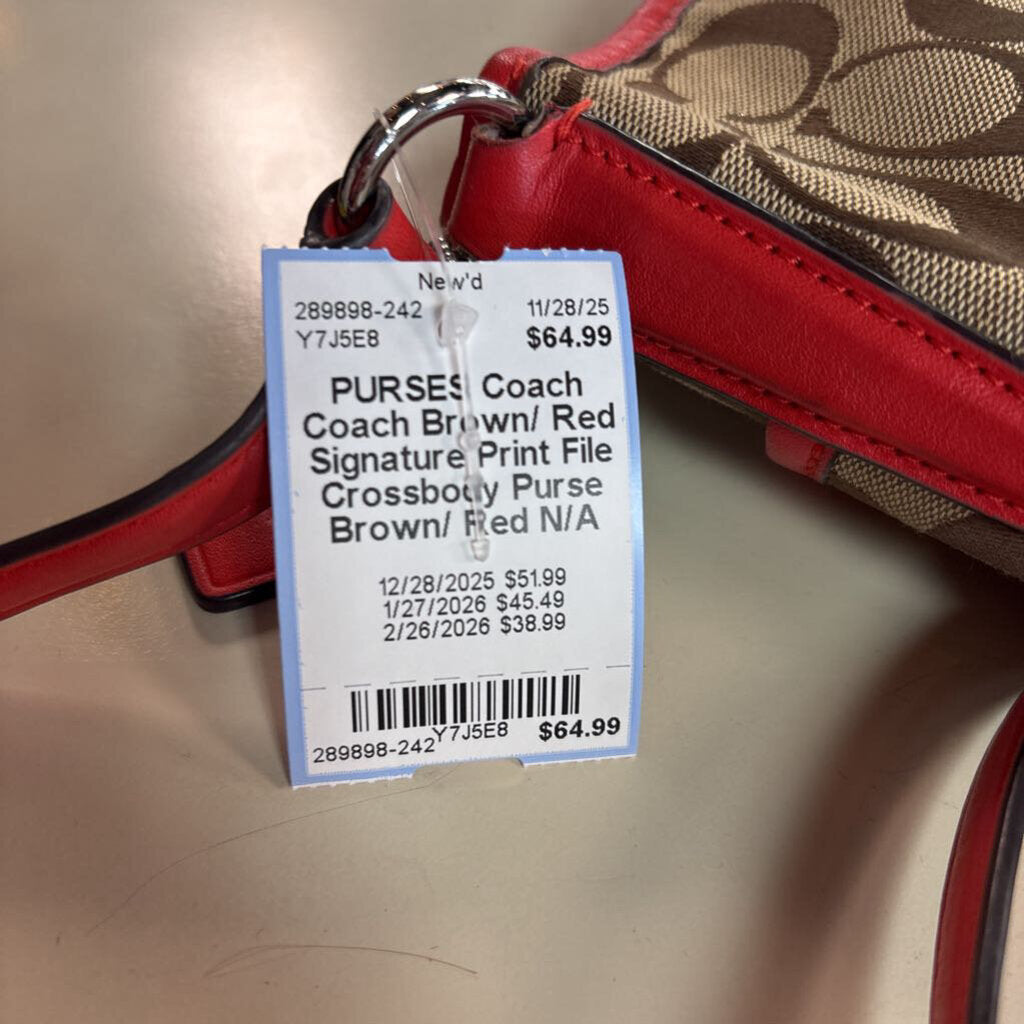 New'd
289898-242 11/28/25
Y7J5E8 $64.99
PURSES Coach
Coach Brown/ Red
Signature Print File
Crossbody Purse
Brown/ Red N/A
12/28/2025 $51.99
1/27/2026 $45.49
2/26/2026 $38.99
289898-242 Y7J5E8 $64.99